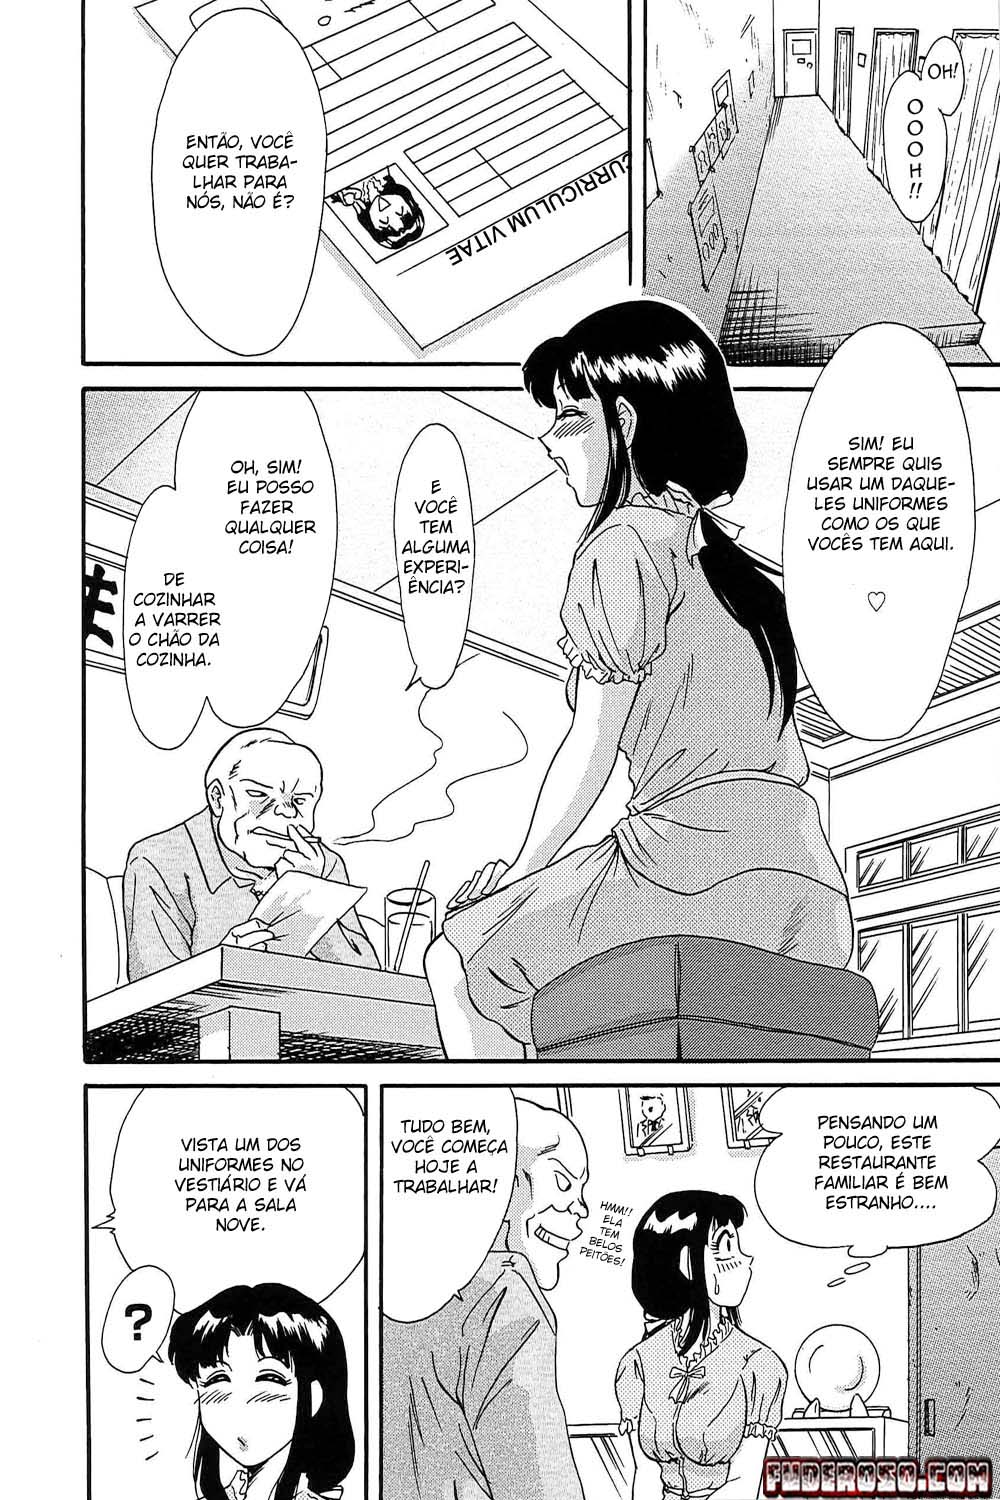 ENTÃO, VOCÊ
QUER TRABA-
LHAR PARA
NÓS, NÃO É?
CURRICULUM VITAE
OH!
OOOH!!
SIM! EU
SEMPRE QUIS
USAR UM DAQUE-
LES UNIFORMES
COMO OS QUE
VOCÊS TEM AQUI.
♡
E
VOCÊ
TEM
ALGUMA
EXPERI-
ÊNCIA?
OH, SIM!
EU POSSO
FAZER
QUALQUER
COISA!
DE
COZINHAR
A VARRER
O CHÃO DA
COZINHA.
VISTA UM DOS
UNIFORMES NO
VESTIÁRIO E VÁ
PARA A SALA
NOVE.
?
TUDO BEM,
VOCÊ COMEÇA
HOJE A
TRABALHAR!
HMM!!
ELA
TEM
BELOS
PEITÕES!
PENSANDO UM
POUCO, ESTE
RESTAURANTE
FAMILIAR É BEM
ESTRANHO....
FUDEROSO.COM